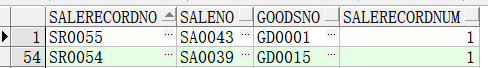 SALERECORDNO SALENO GOODSNO SALERECORDNUM
1 SR0055 ··· SA0043 ··· GD0001 ··· 1
54 SR0054 ··· SA0039 ··· GD0015 ··· 1